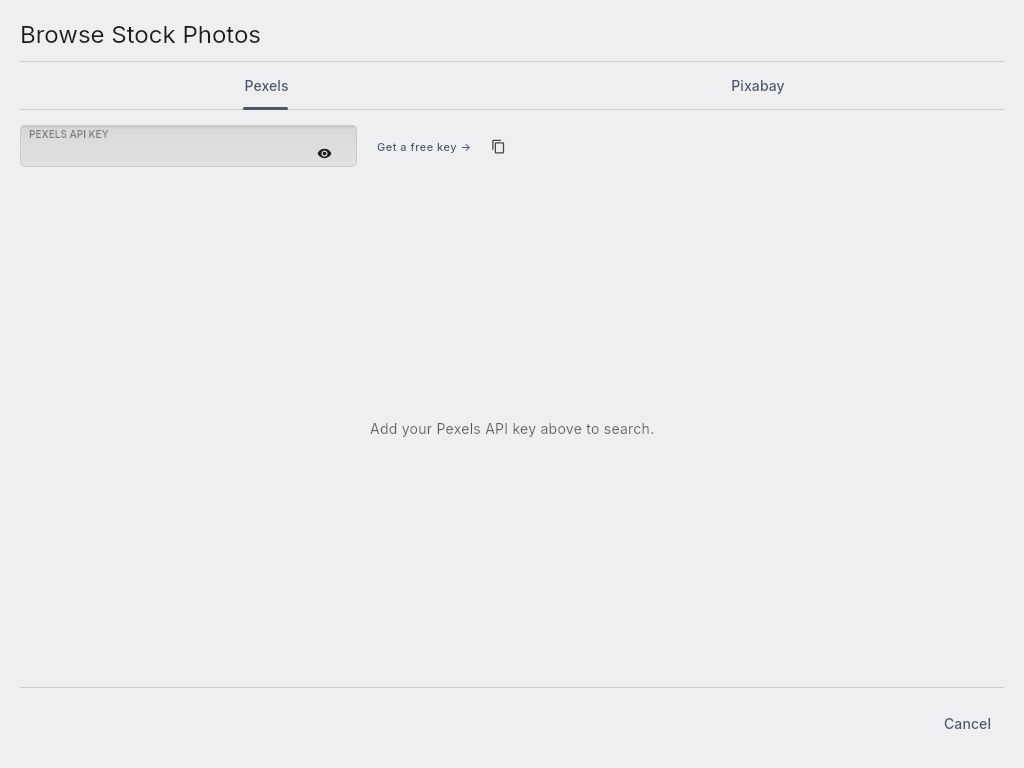 Browse Stock Photos
Pexels
Pixabay
PEXELS API KEY
Get a free key →
Add your Pexels API key above to search.
Cancel